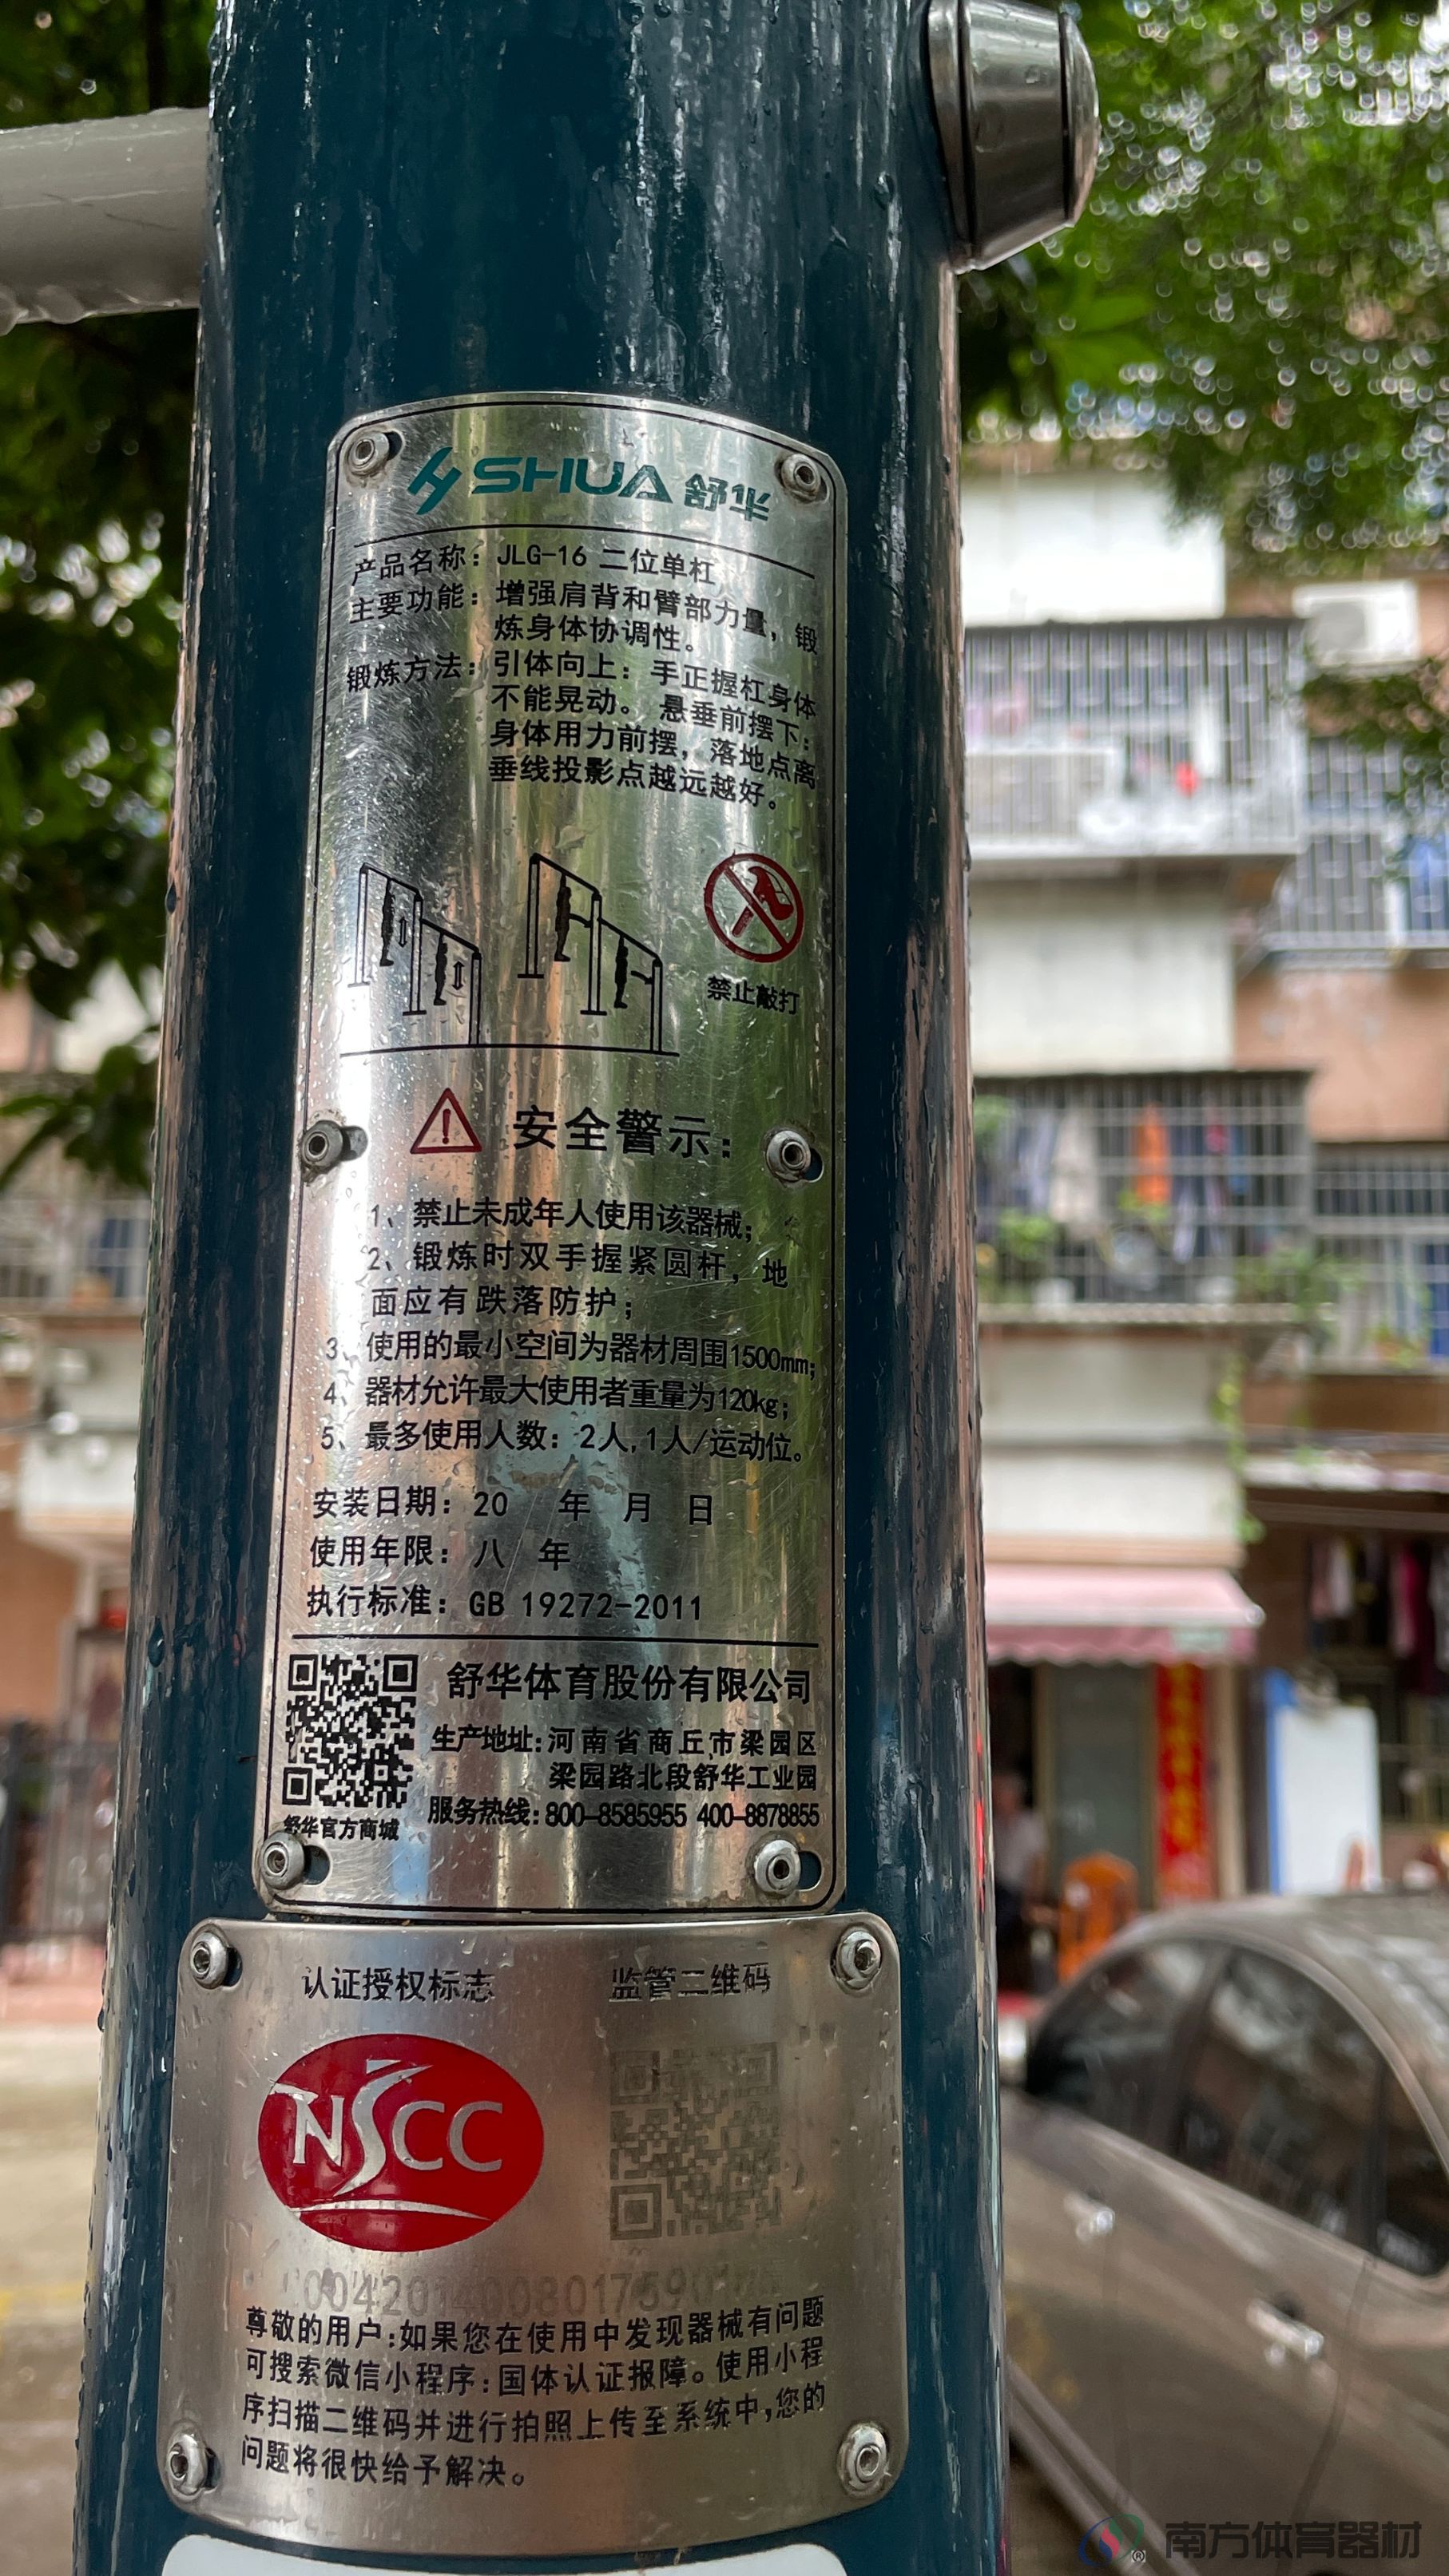 SHUA 舒华
产品名称：JLG-16 二位单杠
主要功能：增强肩背和臂部力量，锻
炼身体协调性。
锻炼方法：引体向上：手正握杠身体
不能晃动。 悬垂前摆下：
身体用力前摆，落地点离
垂线投影点越远越好。
禁止敲打
安全警示：
1、禁止未成年人使用该器械；
2、锻炼时双手握紧圆杆，地
面应有跌落防护；
3、使用的最小空间为器材周围1500mm；
4、器材允许最大使用者重量为120kg；
5、最多使用人数：2人,1人/运动位。
安装日期：20 年 月 日
使用年限：八 年
执行标准：GB 19272-2011
舒华体育股份有限公司
生产地址：河南省商丘市梁园区
梁园路北段舒华工业园
服务热线：800-8585955 400-8878855
舒华官方商城
认证授权标志 监管二维码
NSCC
尊敬的用户：如果您在使用中发现器械有问题
可搜索微信小程序：国体认证报障。使用小程
序扫描二维码并进行拍照上传至系统中，您的
问题将很快给予解决。
南方体育器材